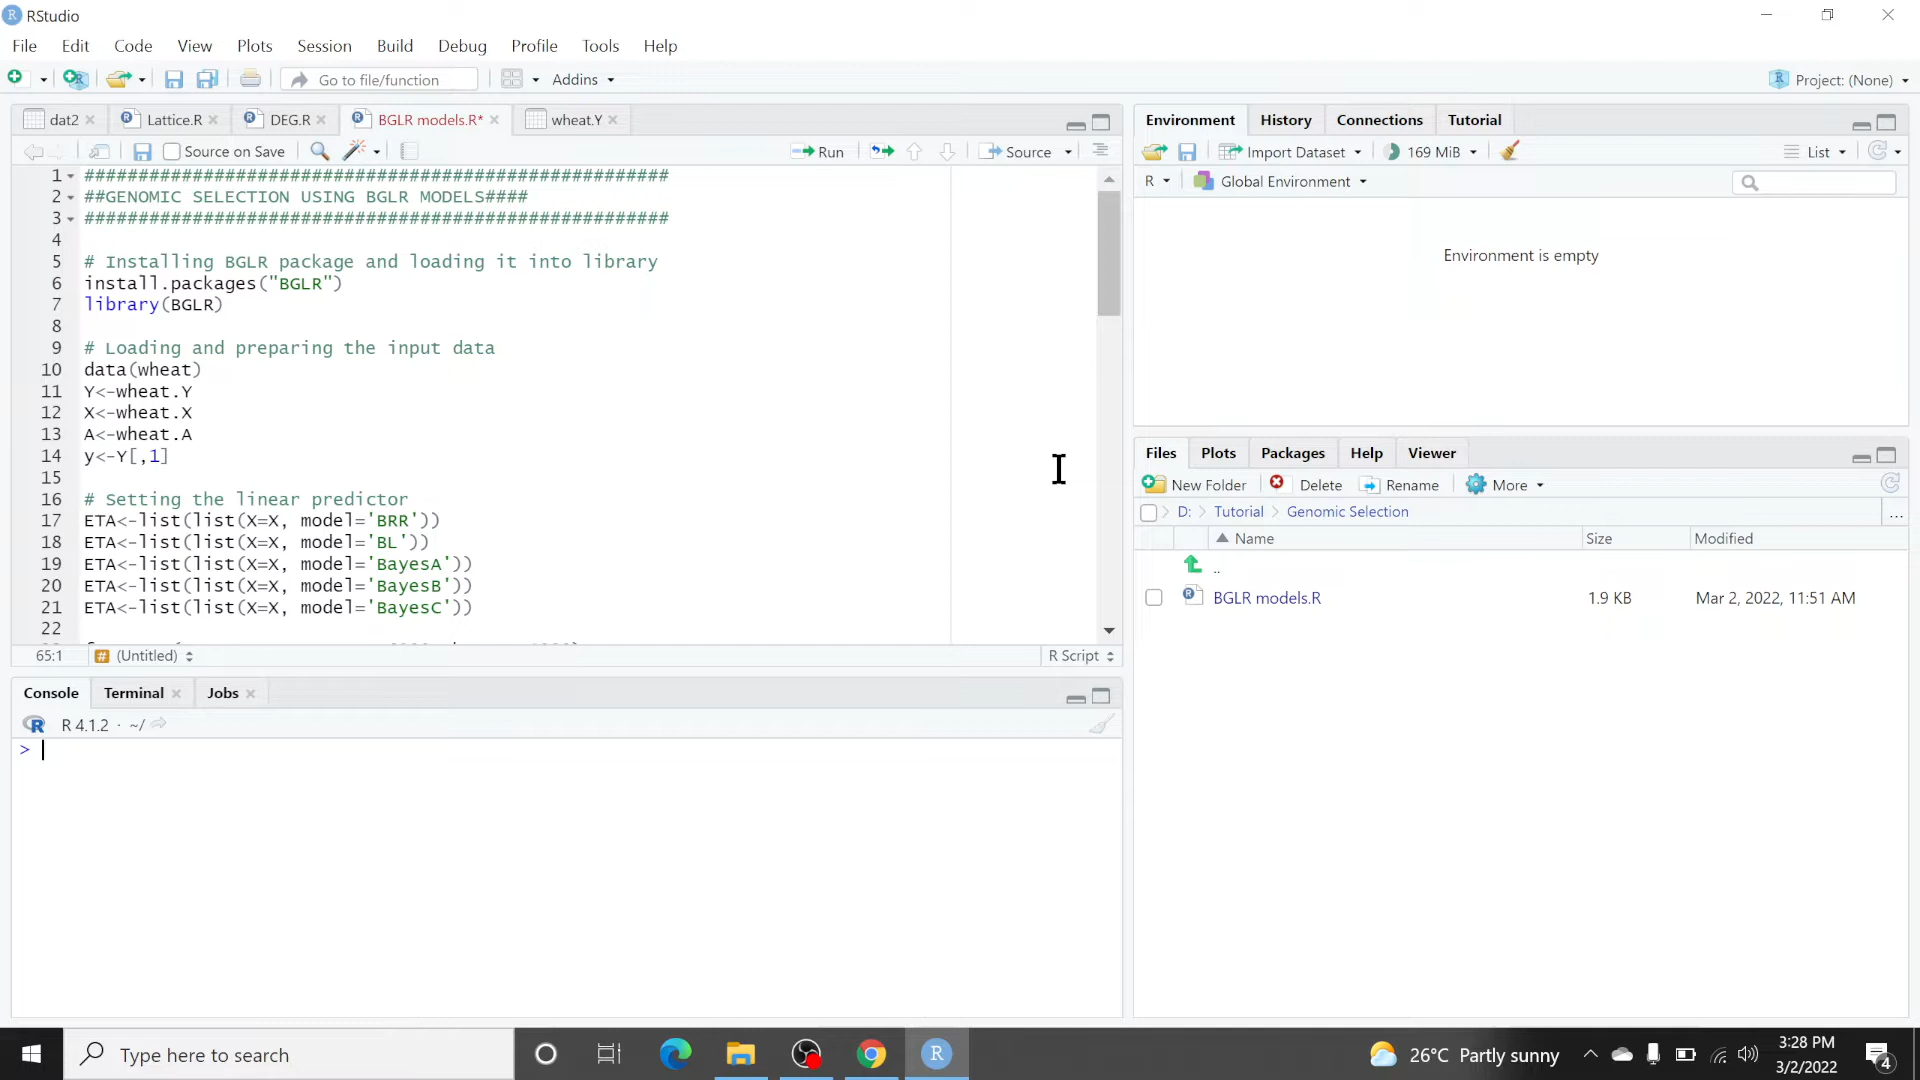 RStudio
File Edit Code View Plots Session Build Debug Profile Tools Help
Go to file/function Addins Project: (None)
dat2 Lattice.R DEG.R BGLR models.R* wheat.Y
Source on Save Run Source
1 ######################################################
2 ##GENOMIC SELECTION USING BGLR MODELS####
3 ######################################################
4
5 # Installing BGLR package and loading it into library
6 install.packages("BGLR")
7 library(BGLR)
8
9 # Loading and preparing the input data
10 data(wheat)
11 Y<-wheat.Y
12 X<-wheat.X
13 A<-wheat.A
14 y<-Y[,1]
15
16 # Setting the linear predictor
17 ETA<-list(list(X=X, model='BRR'))
18 ETA<-list(list(X=X, model='BL'))
19 ETA<-list(list(X=X, model='BayesA'))
20 ETA<-list(list(X=X, model='BayesB'))
21 ETA<-list(list(X=X, model='BayesC'))
22
65:1 # (Untitled) R Script
Console Terminal Jobs
R 4.1.2 · ~/
>
Environment History Connections Tutorial
Import Dataset 169 MiB List
R Global Environment
Environment is empty
Files Plots Packages Help Viewer
New Folder Delete Rename More
D: > Tutorial > Genomic Selection ...
Name Size Modified
..
BGLR models.R 1.9 KB Mar 2, 2022, 11:51 AM
Type here to search
26°C Partly sunny
3:28 PM
3/2/2022
4